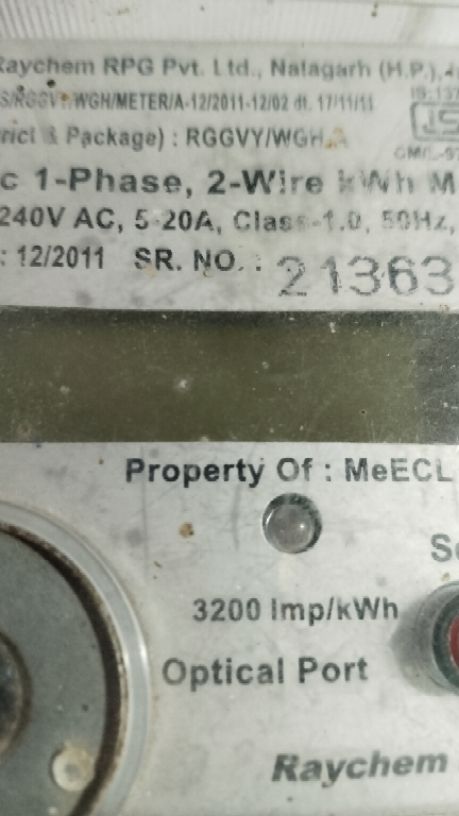 Raychem RPG Pvt. Ltd., Nalagarh (H.P.),
S/RGGVY/WGH/METER/A-12/2011-12/02 dt. 17/11/11
rict & Package) : RGGVY/WGH
c 1-Phase, 2-Wire kWh M
240V AC, 5-20A, Class-1.0, 50Hz,
: 12/2011 SR. NO. : 21363
Property Of : MeECL
3200 Imp/kWh
Optical Port
Raychem